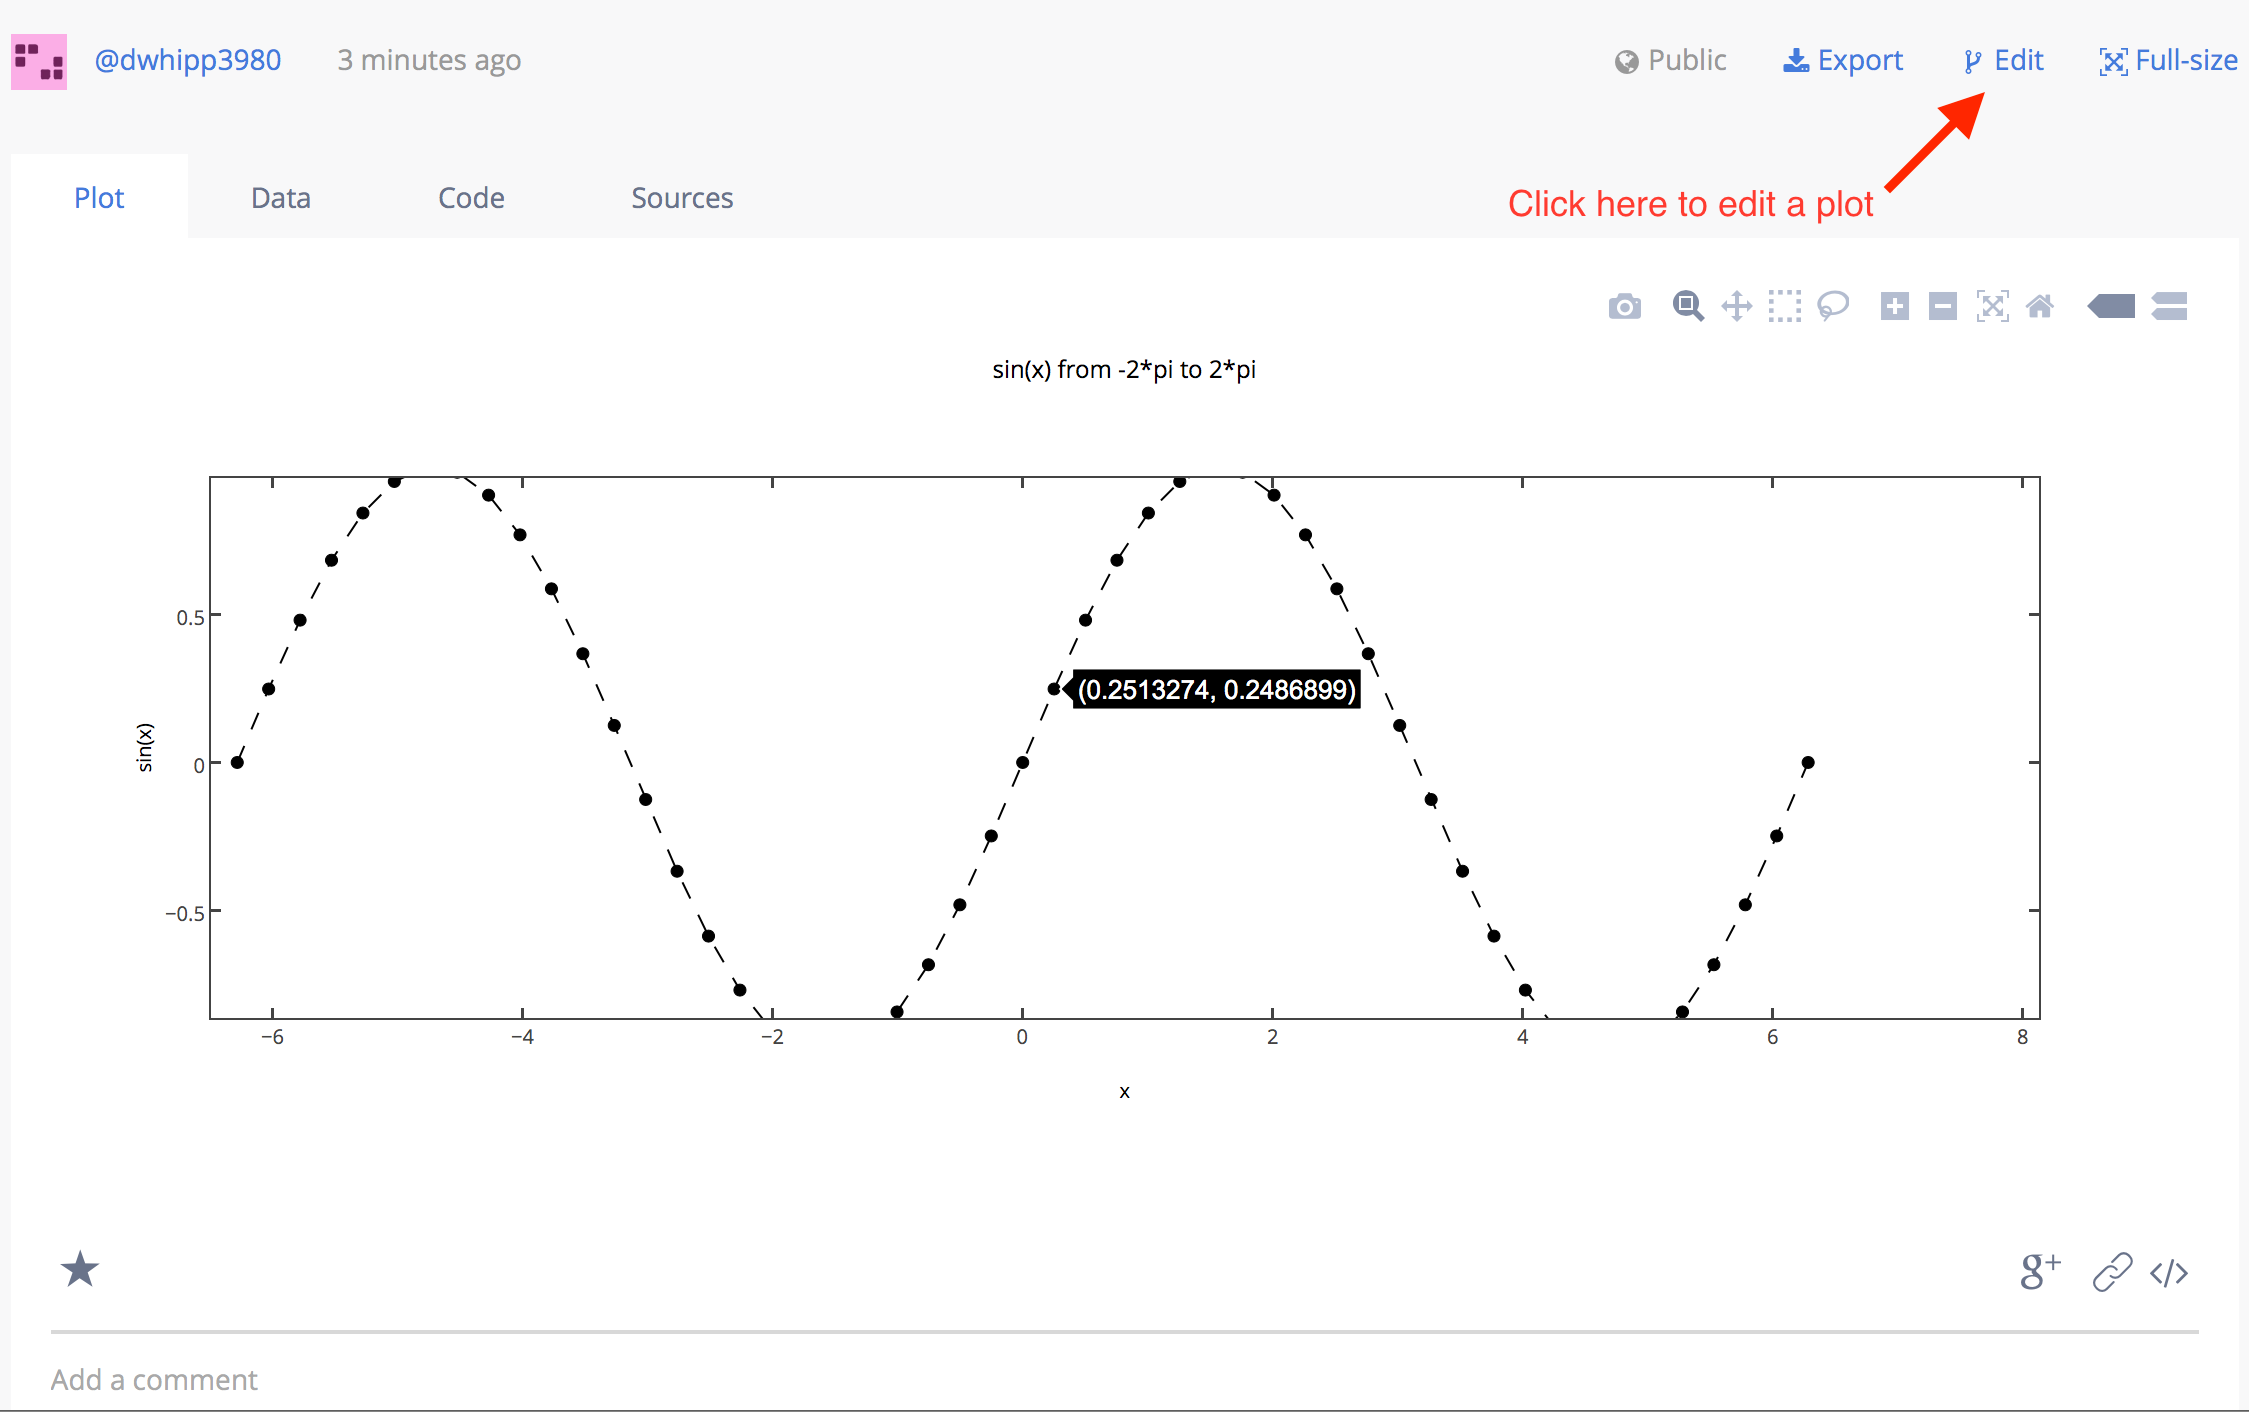 @dwhipp3980 3 minutes ago Public Export Edit Full-size
Plot Data Code Sources
Click here to edit a plot
sin(x) from -2*pi to 2*pi
0.5
0
−0.5
sin(x)
(0.2513274, 0.2486899)
−6 −4 −2 0 2 4 6 8
x
g+ </>
Add a comment